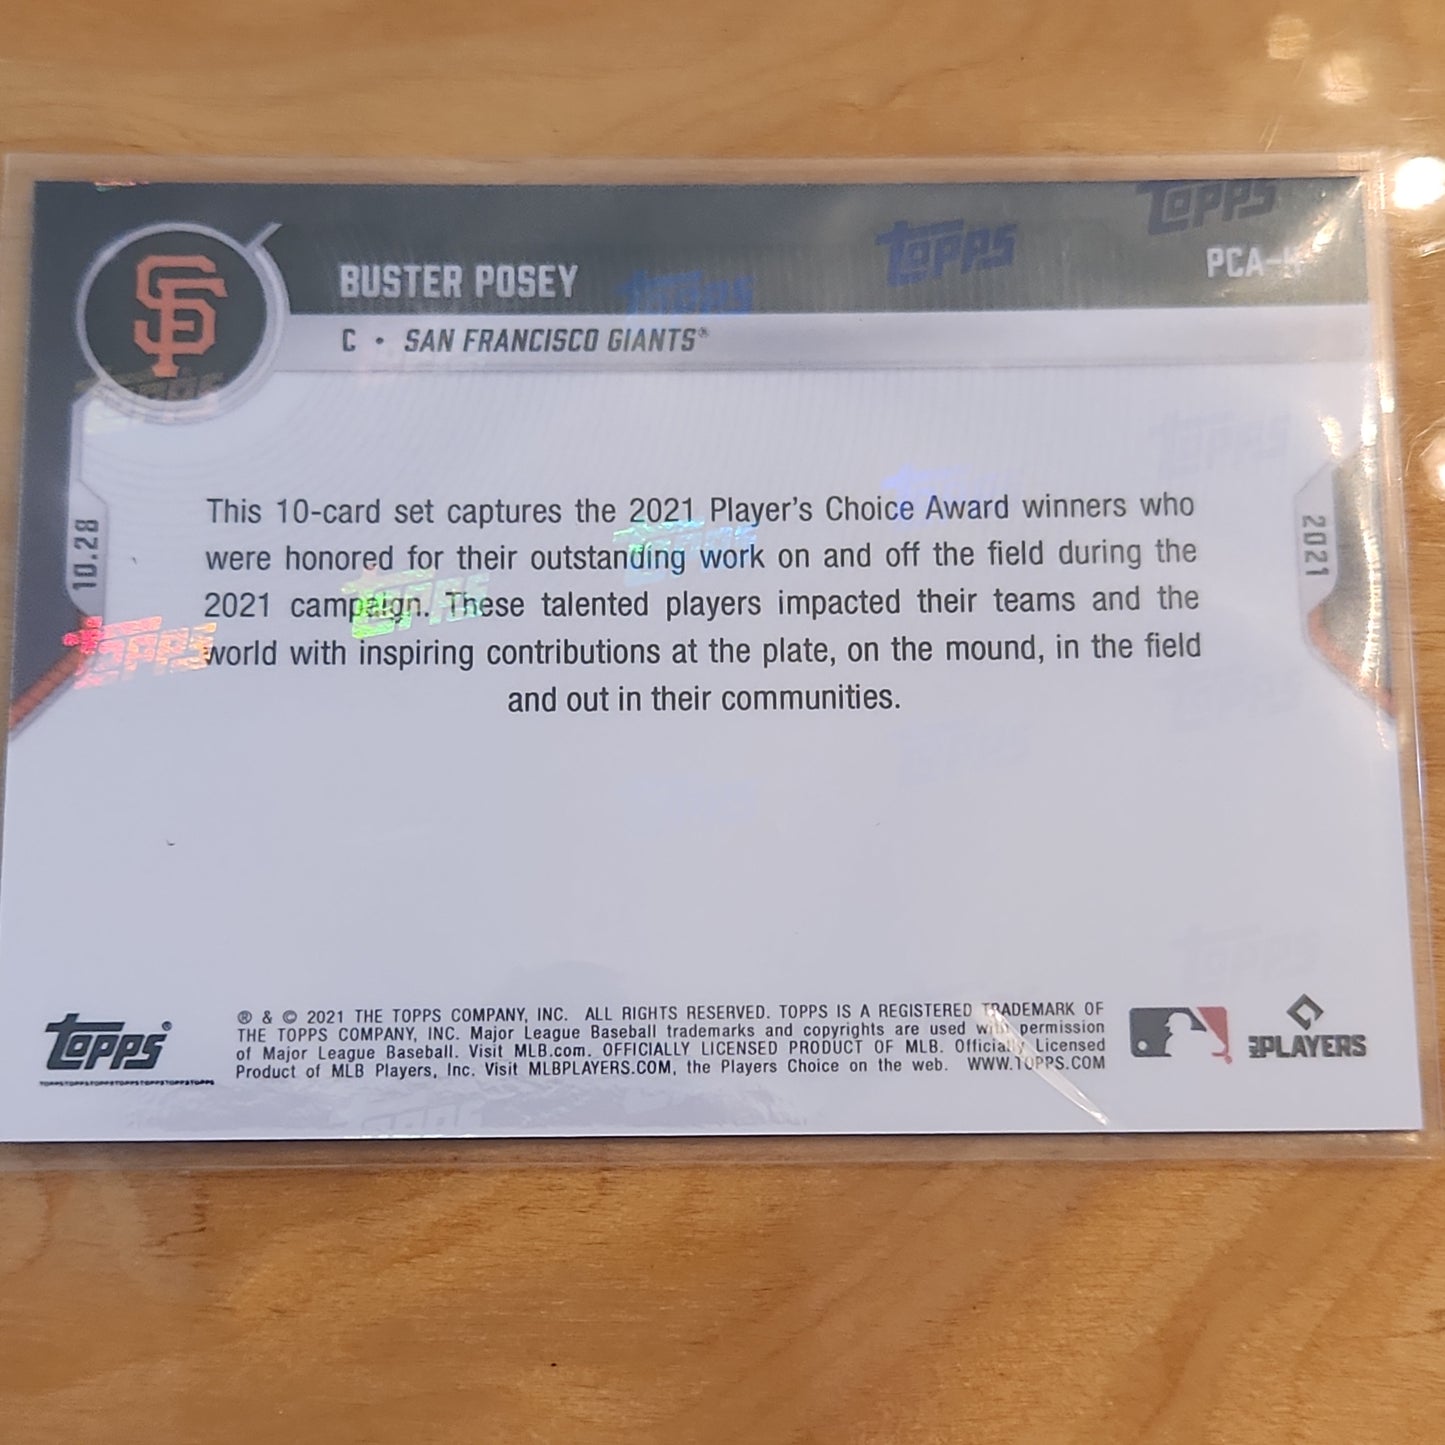 BUSTER POSEY
C • SAN FRANCISCO GIANTS®
10.28
2021
This 10-card set captures the 2021 Player's Choice Award winners who
were honored for their outstanding work on and off the field during the
2021 campaign. These talented players impacted their teams and the
world with inspiring contributions at the plate, on the mound, in the field
and out in their communities.
TOPPS®
® & © 2021 THE TOPPS COMPANY, INC. ALL RIGHTS RESERVED. TOPPS IS A REGISTERED TRADEMARK OF
THE TOPPS COMPANY, INC. Major League Baseball trademarks and copyrights are used with permission
of Major League Baseball. Visit MLB.com. OFFICIALLY LICENSED PRODUCT OF MLB. Officially Licensed
Product of MLB Players, Inc. Visit MLBPLAYERS.COM, the Players Choice on the web. WWW.TOPPS.COM
PLAYERS
TOPPS
TOPPS
TOPPS
TOPPS
TOPPS